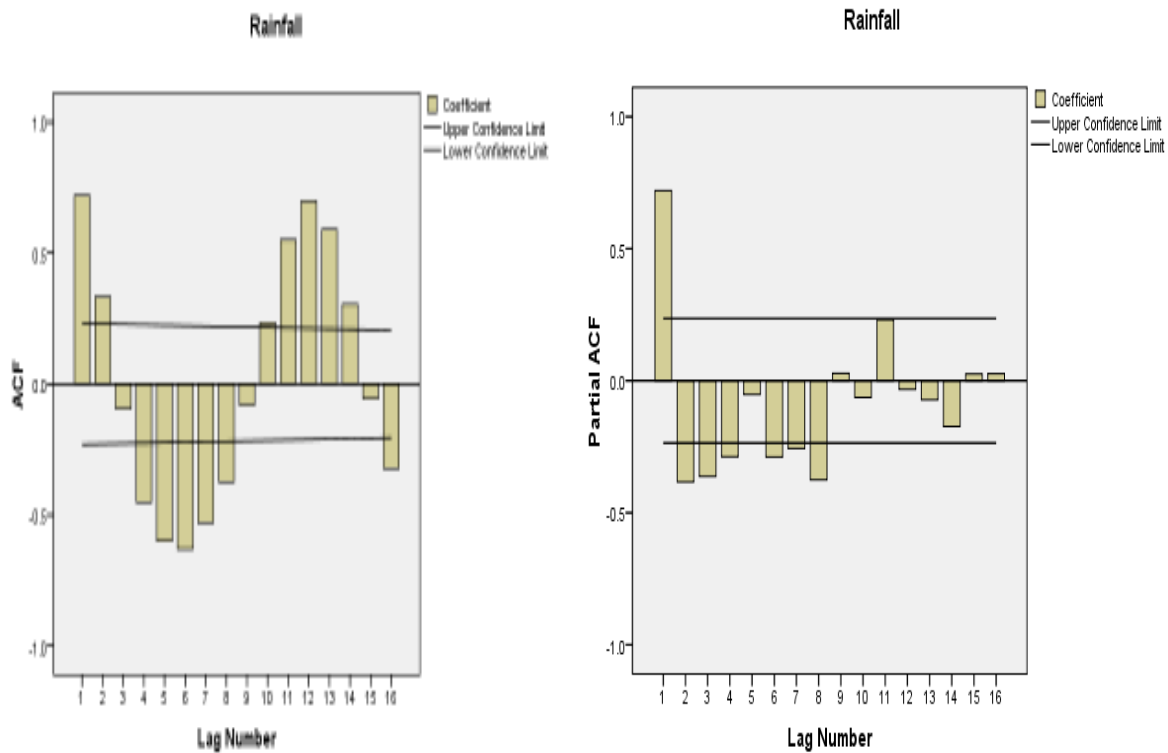 Rainfall
Coefficient
Upper Confidence Limit
Lower Confidence Limit
1.0
0.5
0.0
-0.5
-1.0
ACF
1 2 3 4 5 6 7 8 9 10 11 12 13 14 15 16
Lag Number
Rainfall
Coefficient
Upper Confidence Limit
Lower Confidence Limit
1.0
0.5
0.0
-0.5
-1.0
Partial ACF
1 2 3 4 5 6 7 8 9 10 11 12 13 14 15 16
Lag Number